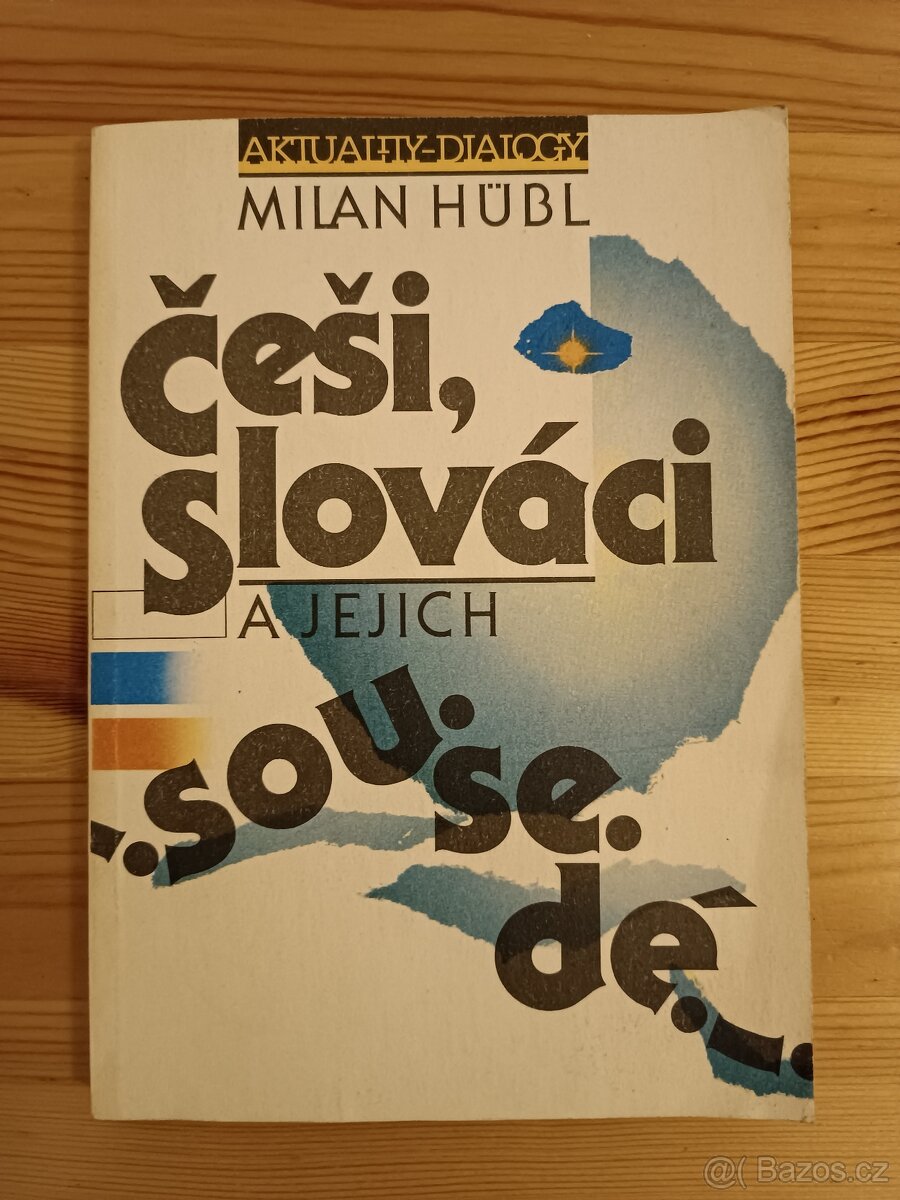 AKTUALITY-DIALOGY
MILAN HÜBL
Češi,
Slováci
A JEJICH
.sou.
se.
dé.
@( Bazos.cz